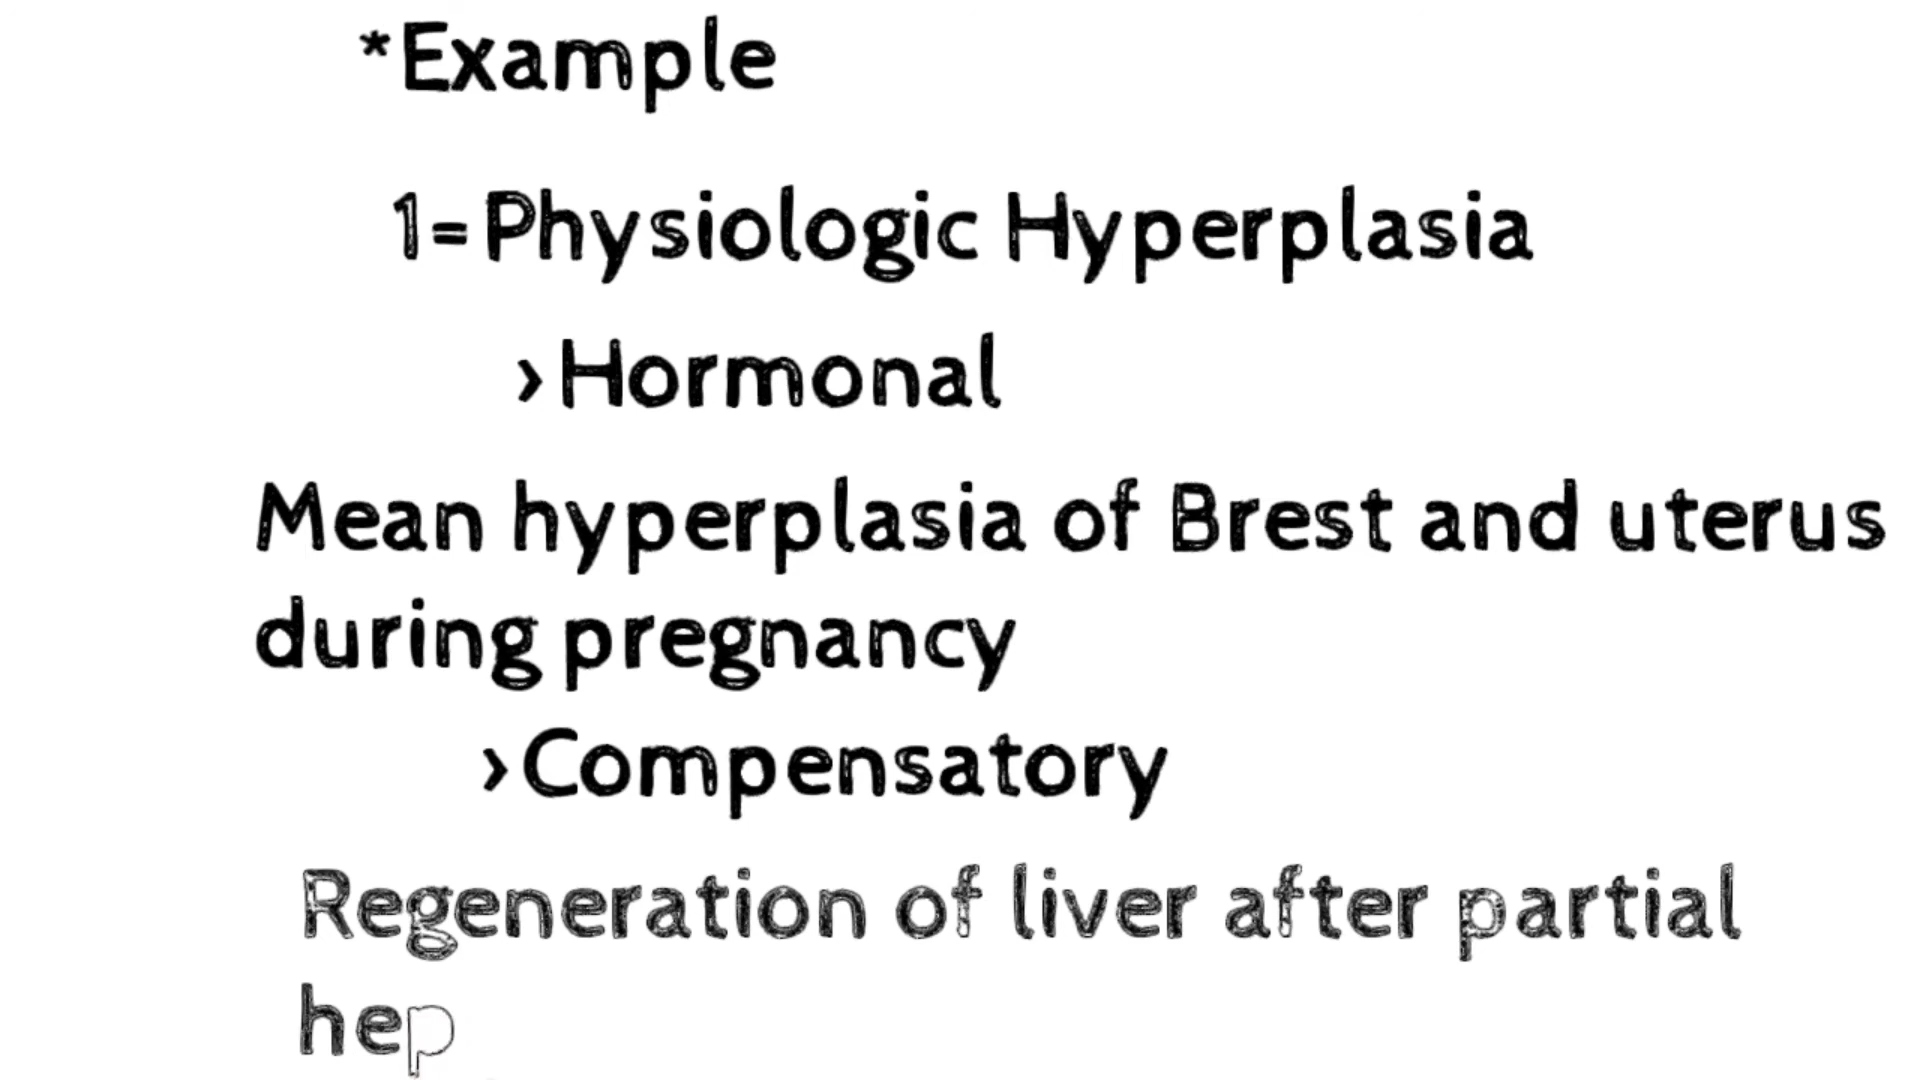 *Example
1=Physiologic Hyperplasia
›Hormonal
Mean hyperplasia of Brest and uterus
during pregnancy
›Compensatory
Regeneration of liver after partial
hep